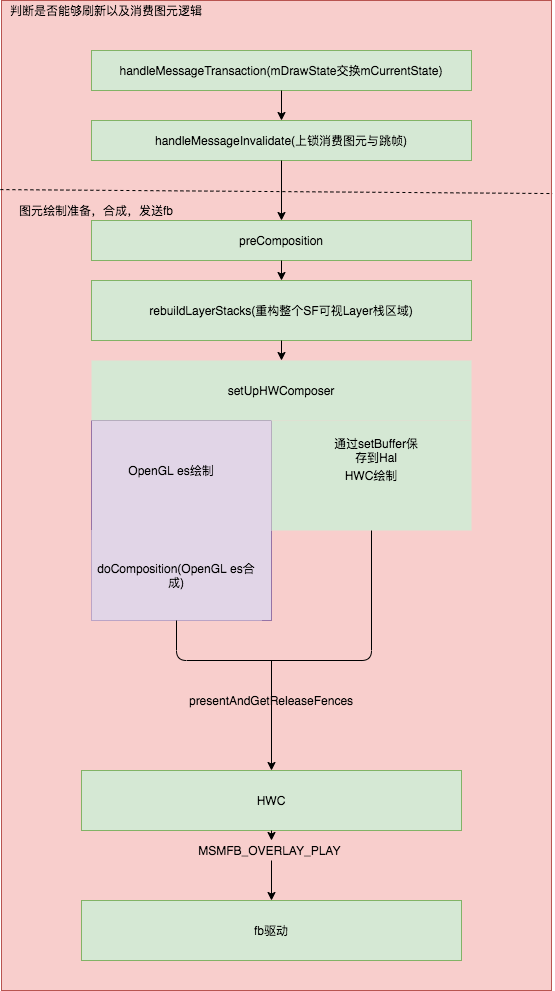 判断是否能够刷新以及消费图元逻辑
handleMessageTransaction(mDrawState交换mCurrentState)
handleMessageInvalidate(上锁消费图元与跳帧)
图元绘制准备，合成，发送fb
preComposition
rebuildLayerStacks(重构整个SF可视Layer栈区域)
setUpHWComposer
OpenGL es绘制
通过setBuffer保
存到Hal
HWC绘制
doComposition(OpenGL es合
成)
presentAndGetReleaseFences
HWC
MSMFB_OVERLAY_PLAY
fb驱动